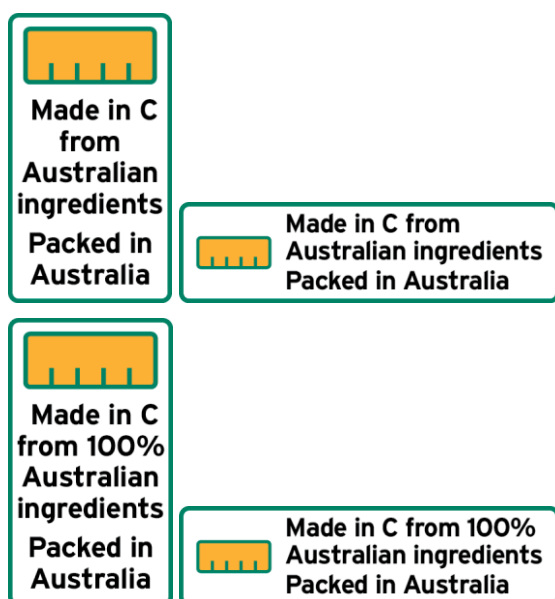 Made in C
from
Australian
ingredients
Packed in
Australia
Made in C from
Australian ingredients
Packed in Australia
Made in C
from 100%
Australian
ingredients
Packed in
Australia
Made in C from 100%
Australian ingredients
Packed in Australia